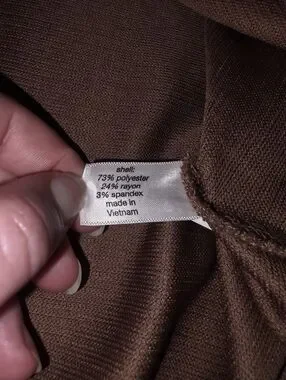 shell:
73% polyester
24% rayon
3% spandex
made in
Vietnam